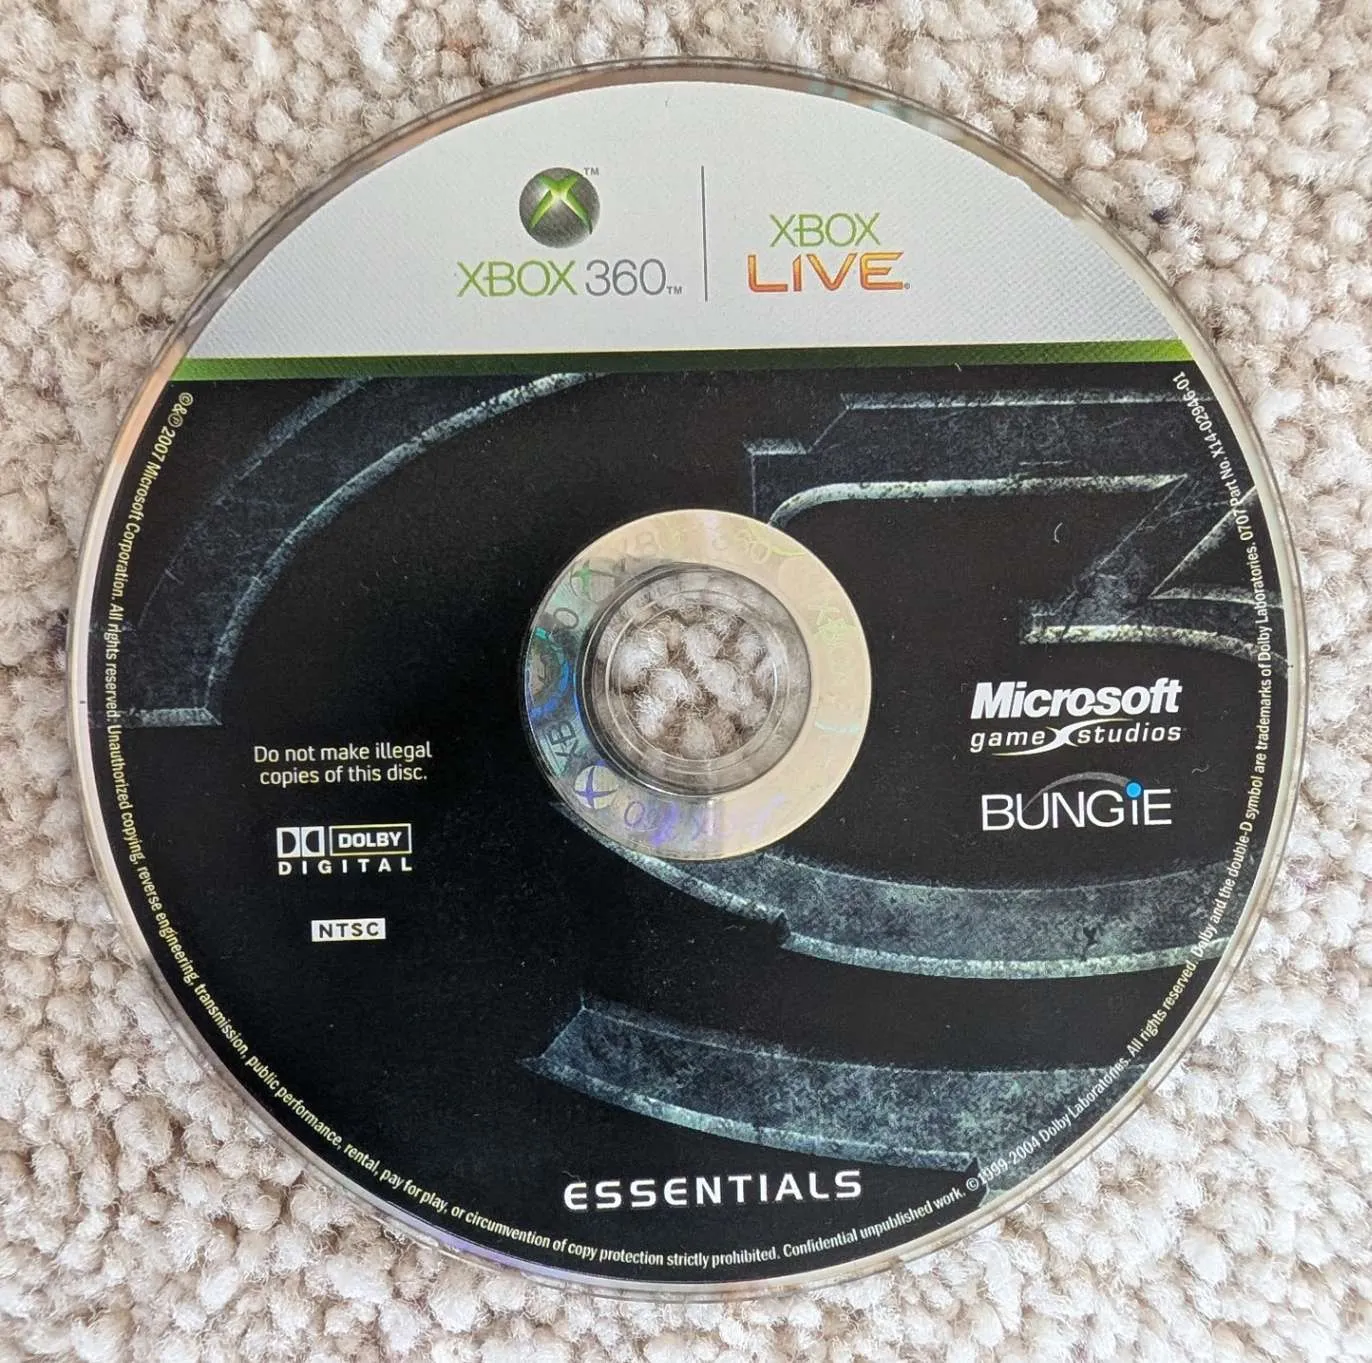 XBOX 360™
XBOX
LIVE®
Do not make illegal
copies of this disc.
DOLBY
DIGITAL
NTSC
Microsoft
game studios
BUNGiE
ESSENTIALS
©&℗ 2007 Microsoft Corporation. All rights reserved. Unauthorized copying, reverse engineering, transmission, public performance, rental, pay for play, or circumvention of copy protection strictly prohibited. Confidential unpublished work. ©1999-2004 Dolby Laboratories. All rights reserved. Dolby and the double-D symbol are trademarks of Dolby Laboratories. 0707 Part No. X14-02946-01